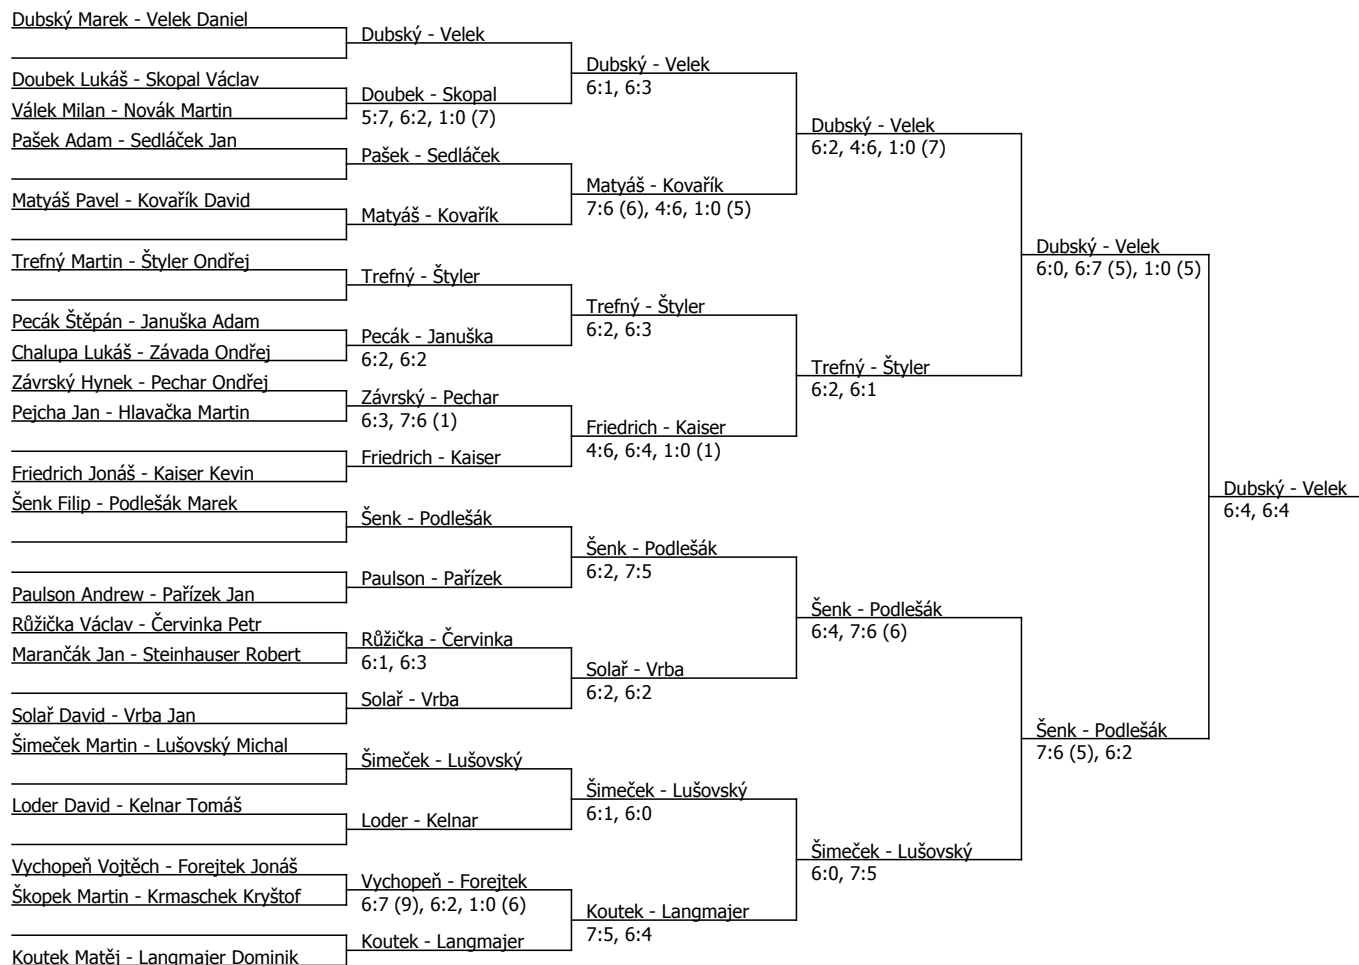 Dubský Marek - Velek Daniel
Doubek Lukáš - Skopal Václav
Válek Milan - Novák Martin
Pašek Adam - Sedláček Jan
Matyáš Pavel - Kovařík David
Trefný Martin - Štyler Ondřej
Pecák Štěpán - Januška Adam
Chalupa Lukáš - Závada Ondřej
Závrský Hynek - Pechar Ondřej
Pejcha Jan - Hlavačka Martin
Friedrich Jonáš - Kaiser Kevin
Šenk Filip - Podlešák Marek
Paulson Andrew - Pařízek Jan
Růžička Václav - Červinka Petr
Marančák Jan - Steinhauser Robert
Solař David - Vrba Jan
Šimeček Martin - Lušovský Michal
Loder David - Kelnar Tomáš
Vychopeň Vojtěch - Forejtek Jonáš
Škopek Martin - Krmaschek Kryštof
Koutek Matěj - Langmajer Dominik
Dubský - Velek
Doubek - Skopal
5:7, 6:2, 1:0 (7)
Pašek - Sedláček
Matyáš - Kovařík
Trefný - Štyler
Pecák - Januška
6:2, 6:2
Závrský - Pechar
6:3, 7:6 (1)
Friedrich - Kaiser
Šenk - Podlešák
Paulson - Pařízek
Růžička - Červinka
6:1, 6:3
Solař - Vrba
Šimeček - Lušovský
Loder - Kelnar
Vychopeň - Forejtek
6:7 (9), 6:2, 1:0 (6)
Koutek - Langmajer
Dubský - Velek
6:1, 6:3
Matyáš - Kovařík
7:6 (6), 4:6, 1:0 (5)
Trefný - Štyler
6:2, 6:3
Friedrich - Kaiser
4:6, 6:4, 1:0 (1)
Šenk - Podlešák
6:2, 7:5
Solař - Vrba
6:2, 6:2
Šimeček - Lušovský
6:1, 6:0
Koutek - Langmajer
7:5, 6:4
Dubský - Velek
6:2, 4:6, 1:0 (7)
Trefný - Štyler
6:2, 6:1
Šenk - Podlešák
6:4, 7:6 (6)
Šimeček - Lušovský
6:0, 7:5
Dubský - Velek
6:0, 6:7 (5), 1:0 (5)
Šenk - Podlešák
7:6 (5), 6:2
Dubský - Velek
6:4, 6:4